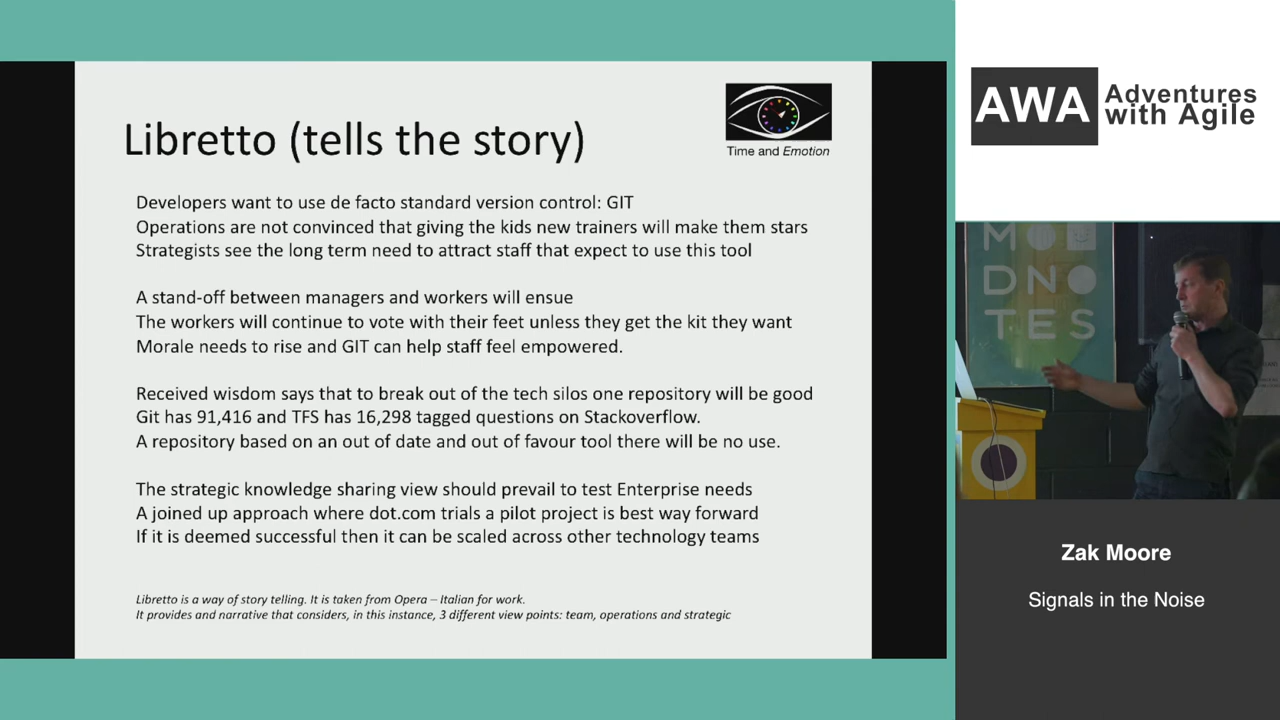 Libretto (tells the story)
Time and Emotion
Developers want to use de facto standard version control: GIT
Operations are not convinced that giving the kids new trainers will make them stars
Strategists see the long term need to attract staff that expect to use this tool
A stand-off between managers and workers will ensue
The workers will continue to vote with their feet unless they get the kit they want
Morale needs to rise and GIT can help staff feel empowered.
Received wisdom says that to break out of the tech silos one repository will be good
Git has 91,416 and TFS has 16,298 tagged questions on Stackoverflow.
A repository based on an out of date and out of favour tool there will be no use.
The strategic knowledge sharing view should prevail to test Enterprise needs
A joined up approach where dot.com trials a pilot project is best way forward
If it is deemed successful then it can be scaled across other technology teams
Libretto is a way of story telling. It is taken from Opera – Italian for work.
It provides and narrative that considers, in this instance, 3 different view points: team, operations and strategic
AWA Adventures
with Agile
MO
DNO
TES
Zak Moore
Signals in the Noise